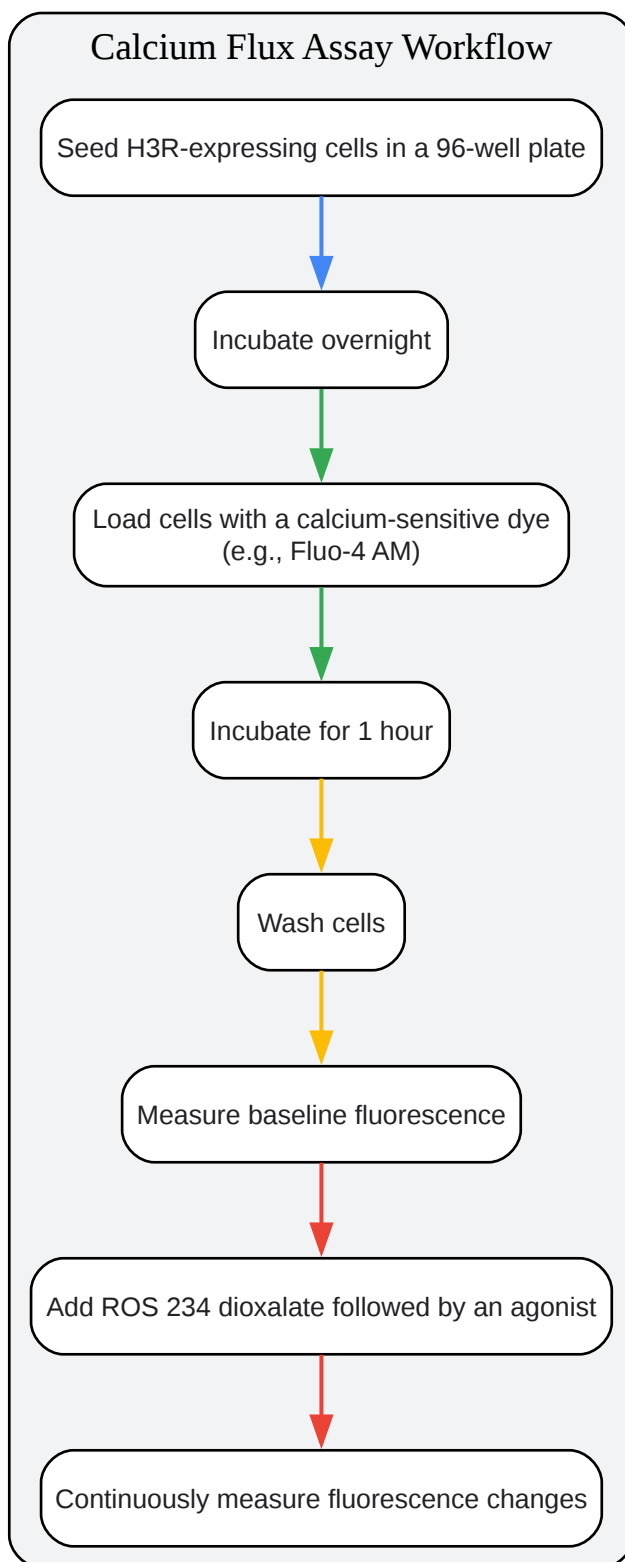 Calcium Flux Assay Workflow
Seed H3R-expressing cells in a 96-well plate
Incubate overnight
Load cells with a calcium-sensitive dye
(e.g., Fluo-4 AM)
Incubate for 1 hour
Wash cells
Measure baseline fluorescence
Add ROS 234 dioxalate followed by an agonist
Continuously measure fluorescence changes